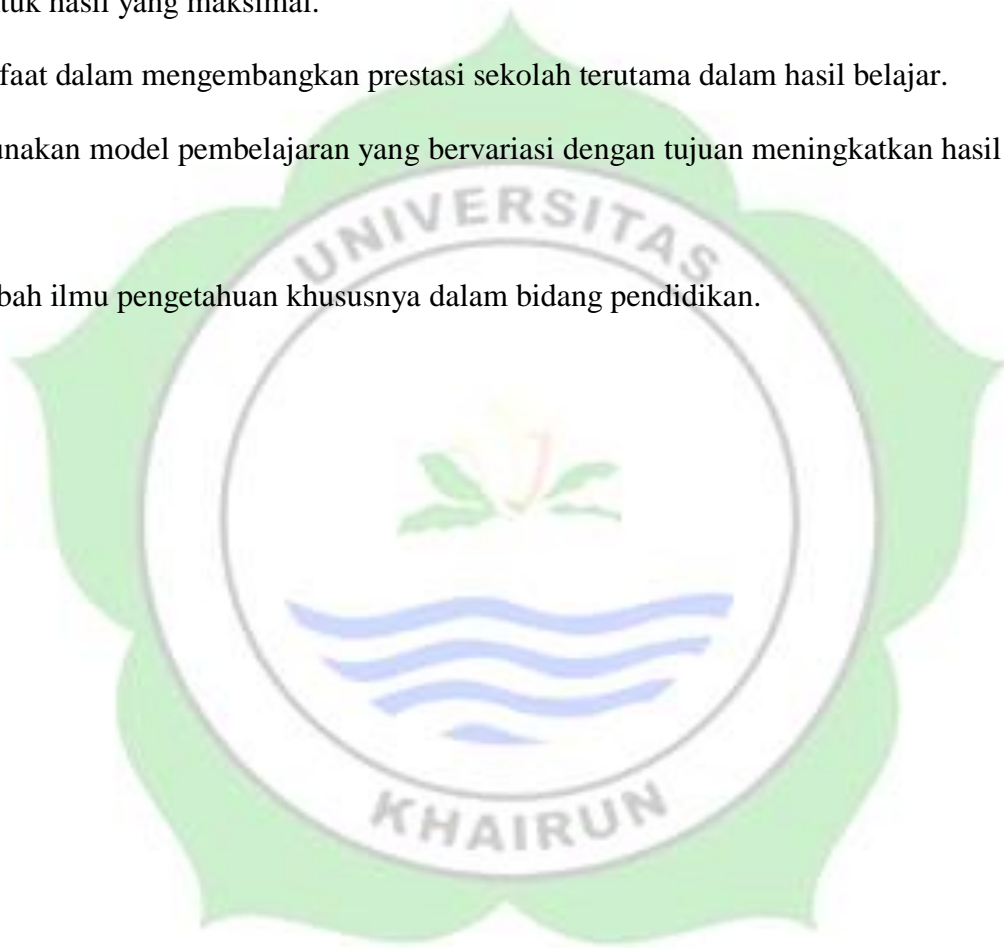 tuk hasil yang maksimal.
faat dalam mengembangkan prestasi sekolah terutama dalam hasil belajar.
unakan model pembelajaran yang bervariasi dengan tujuan meningkatkan hasil
bah ilmu pengetahuan khususnya dalam bidang pendidikan.
UNIVERSITAS
KHAIRUN